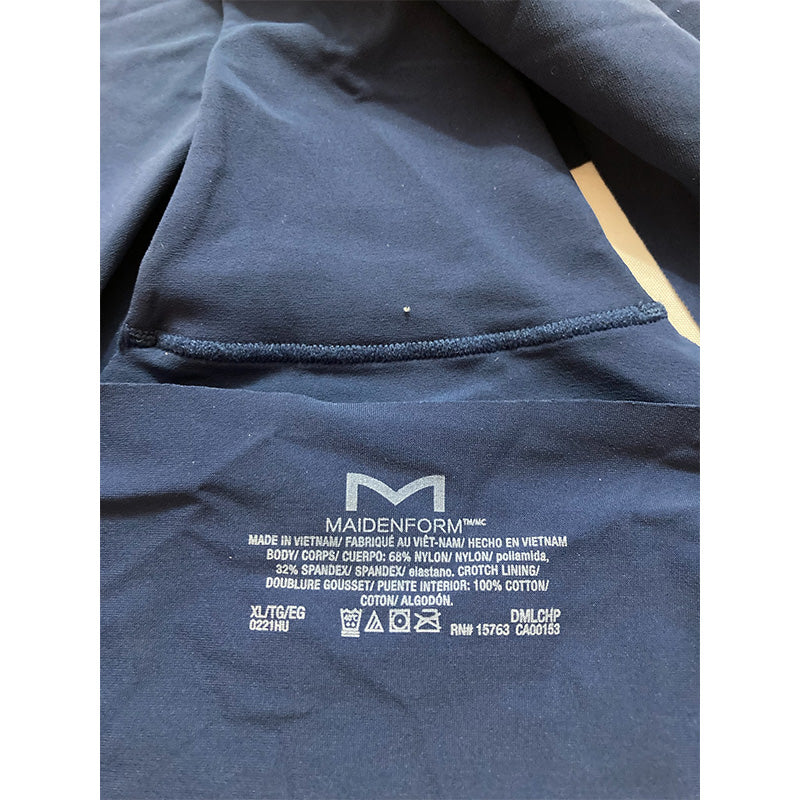 M
MAIDENFORM™/MC
MADE IN VIETNAM/ FABRIQUÉ AU VIÊT-NAM/ HECHO EN VIETNAM
BODY/ CORPS/ CUERPO: 68% NYLON/ NYLON/ poliamida,
32% SPANDEX/ SPANDEX/ elastano. CROTCH LINING/
DOUBLURE GOUSSET/ PUENTE INTERIOR: 100% COTTON/
COTON/ ALGODÓN.
XL/TG/EG DMLCHP
0221HU RN# 15763 CA00153